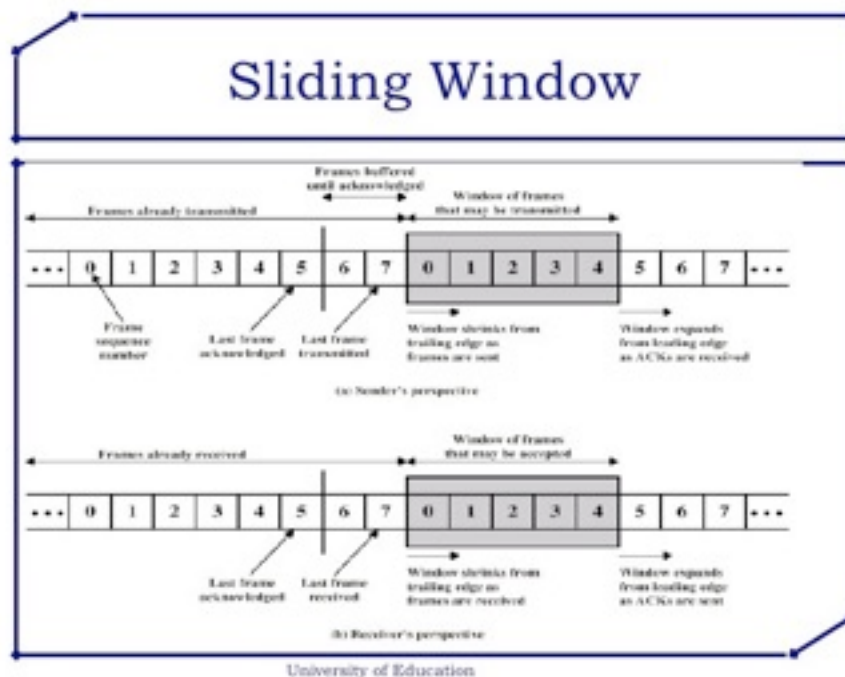 Sliding Window
Frames buffered
until acknowledged
Window of frames
that may be transmitted
Frames already transmitted
••• 0 1 2 3 4 5 6 7 0 1 2 3 4 5 6 7 •••
Frame
sequence
number
Last frame
acknowledged
Last frame
transmitted
Window shrinks from
trailing edge as
frames are sent
Window expands
from leading edge
as ACKs are received
(a) Sender's perspective
Window of frames
that may be accepted
Frames already received
••• 0 1 2 3 4 5 6 7 0 1 2 3 4 5 6 7 •••
Last frame
acknowledged
Last frame
received
Window shrinks from
trailing edge as
frames are received
Window expands
from leading edge
as ACKs are sent
(b) Receiver's perspective
University of Education